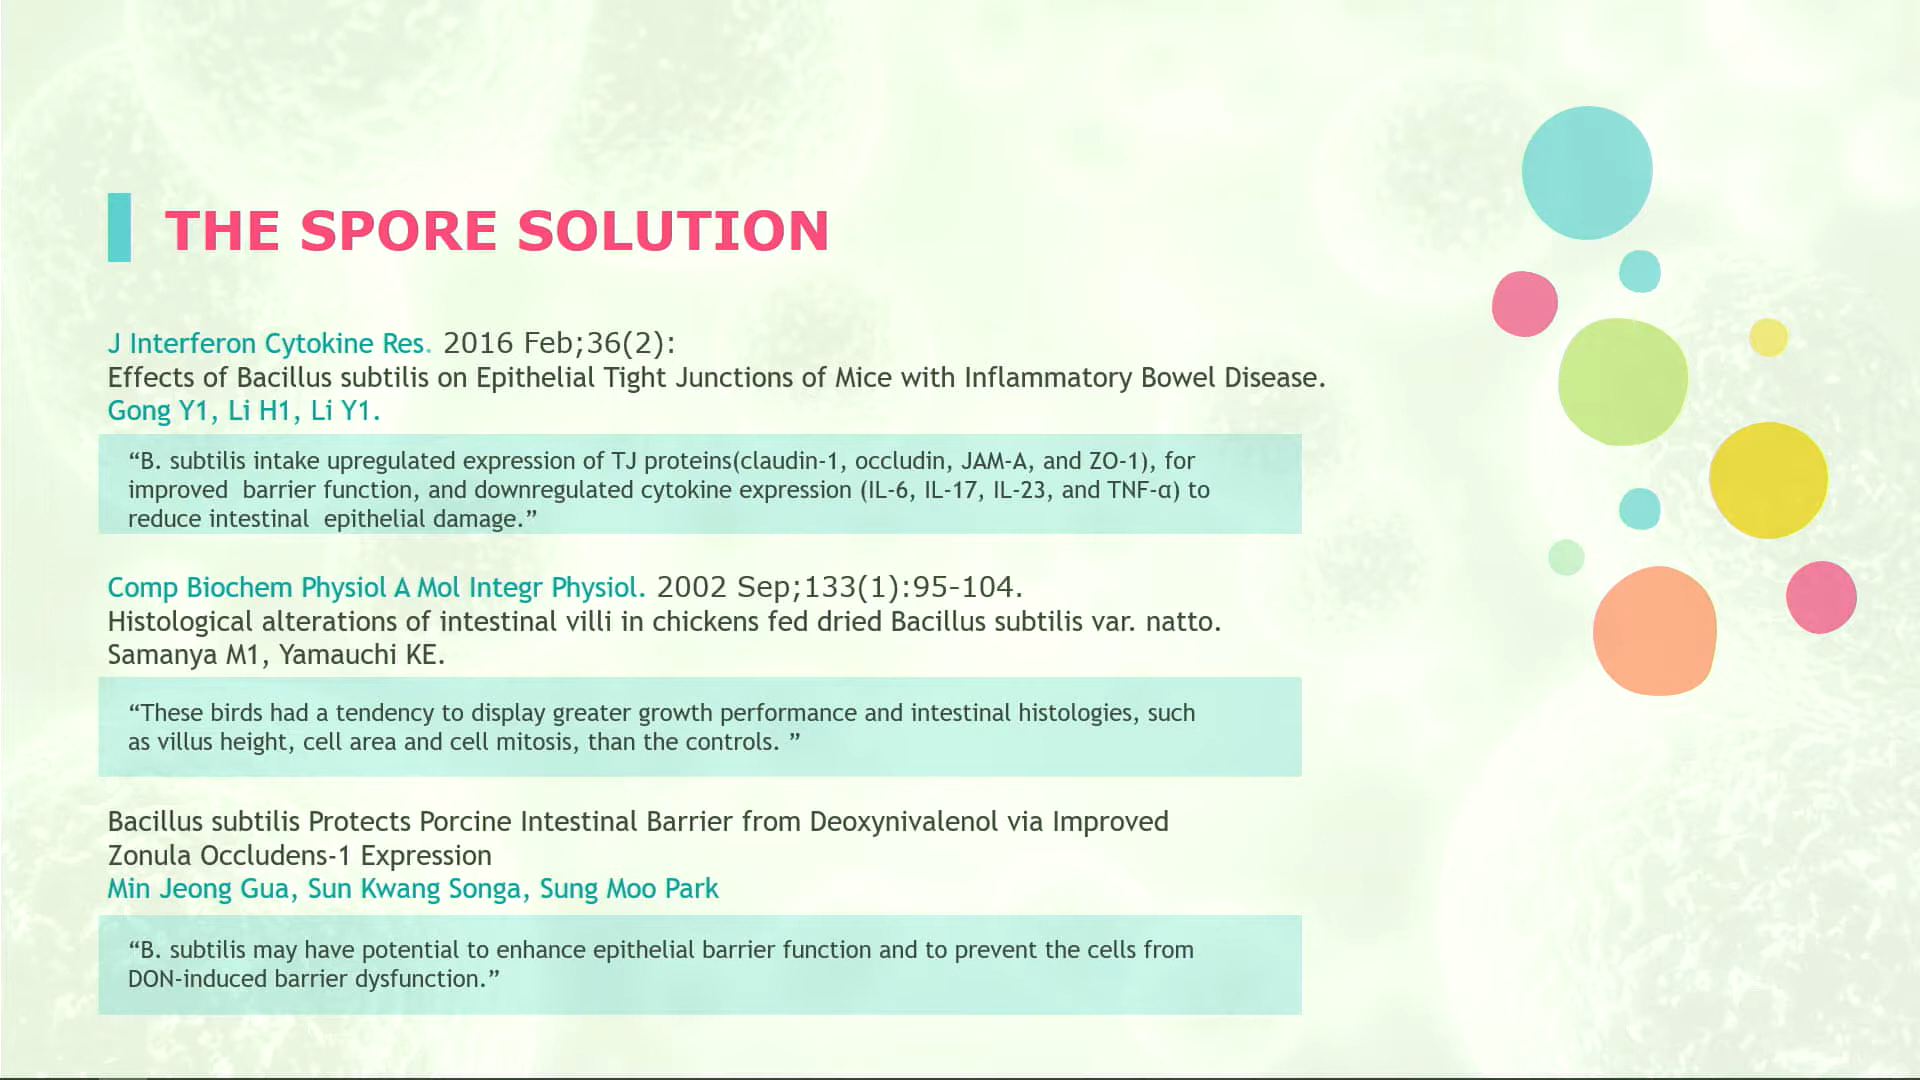 THE SPORE SOLUTION
J Interferon Cytokine Res. 2016 Feb;36(2):
Effects of Bacillus subtilis on Epithelial Tight Junctions of Mice with Inflammatory Bowel Disease.
Gong Y1, Li H1, Li Y1.
“B. subtilis intake upregulated expression of TJ proteins(claudin-1, occludin, JAM-A, and ZO-1), for
improved  barrier function, and downregulated cytokine expression (IL-6, IL-17, IL-23, and TNF-α) to
reduce intestinal  epithelial damage.”
Comp Biochem Physiol A Mol Integr Physiol. 2002 Sep;133(1):95-104.
Histological alterations of intestinal villi in chickens fed dried Bacillus subtilis var. natto.
Samanya M1, Yamauchi KE.
“These birds had a tendency to display greater growth performance and intestinal histologies, such
as villus height, cell area and cell mitosis, than the controls. ”
Bacillus subtilis Protects Porcine Intestinal Barrier from Deoxynivalenol via Improved
Zonula Occludens-1 Expression
Min Jeong Gua, Sun Kwang Songa, Sung Moo Park
“B. subtilis may have potential to enhance epithelial barrier function and to prevent the cells from
DON-induced barrier dysfunction.”